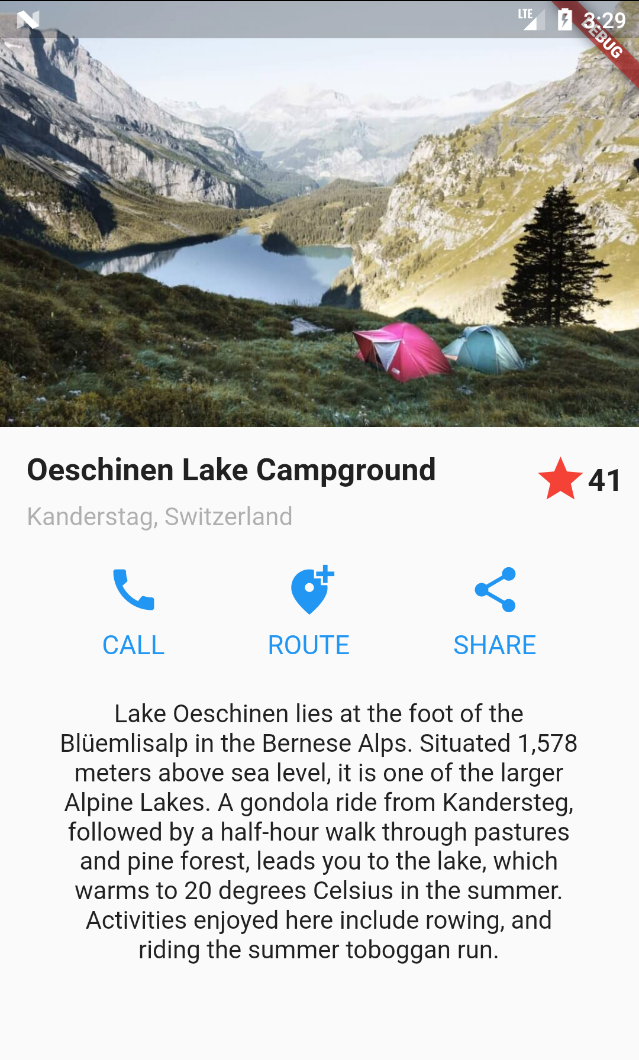 LTE 3:29
DEBUG
Oeschinen Lake Campground
41
Kanderstag, Switzerland
CALL ROUTE SHARE
Lake Oeschinen lies at the foot of the
Blüemlisalp in the Bernese Alps. Situated 1,578
meters above sea level, it is one of the larger
Alpine Lakes. A gondola ride from Kandersteg,
followed by a half-hour walk through pastures
and pine forest, leads you to the lake, which
warms to 20 degrees Celsius in the summer.
Activities enjoyed here include rowing, and
riding the summer toboggan run.